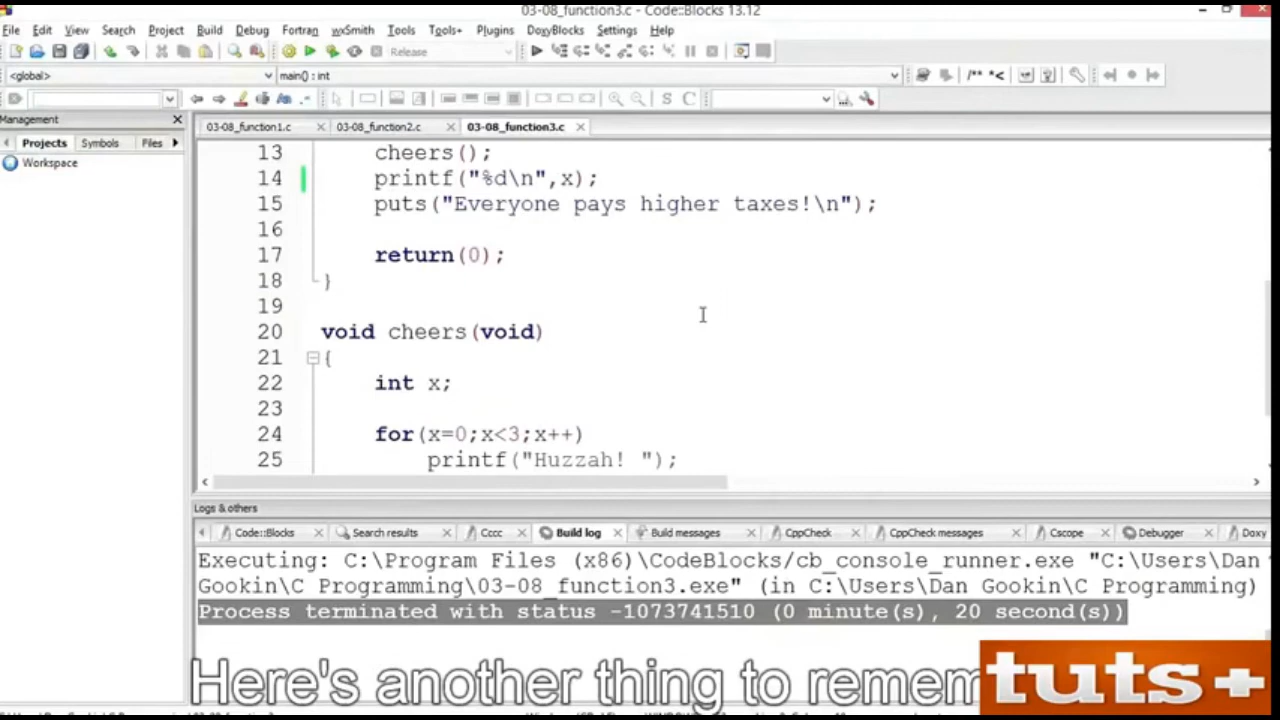 03-08_function3.c - Code::Blocks 13.12
File Edit View Search Project Build Debug Fortran wxSmith Tools Tools+ Plugins DoxyBlocks Settings Help
Release
<global> main() : int
/** *<
S C
Management
Projects Symbols Files
Workspace
03-08_function1.c 03-08_function2.c 03-08_function3.c
13 cheers();
14 printf("%d\n",x);
15 puts("Everyone pays higher taxes!\n");
16
17 return(0);
18 }
19
20 void cheers(void)
21 {
22 int x;
23
24 for(x=0;x<3;x++)
25 printf("Huzzah! ");
Logs & others
Code::Blocks Search results Cccc Build log Build messages CppCheck CppCheck messages Cscope Debugger Doxy
Executing: C:\Program Files (x86)\CodeBlocks/cb_console_runner.exe "C:\Users\Dan
Gookin\C Programming\03-08_function3.exe" (in C:\Users\Dan Gookin\C Programming)
Process terminated with status -1073741510 (0 minute(s), 20 second(s))
Here's another thing to remem
tuts+